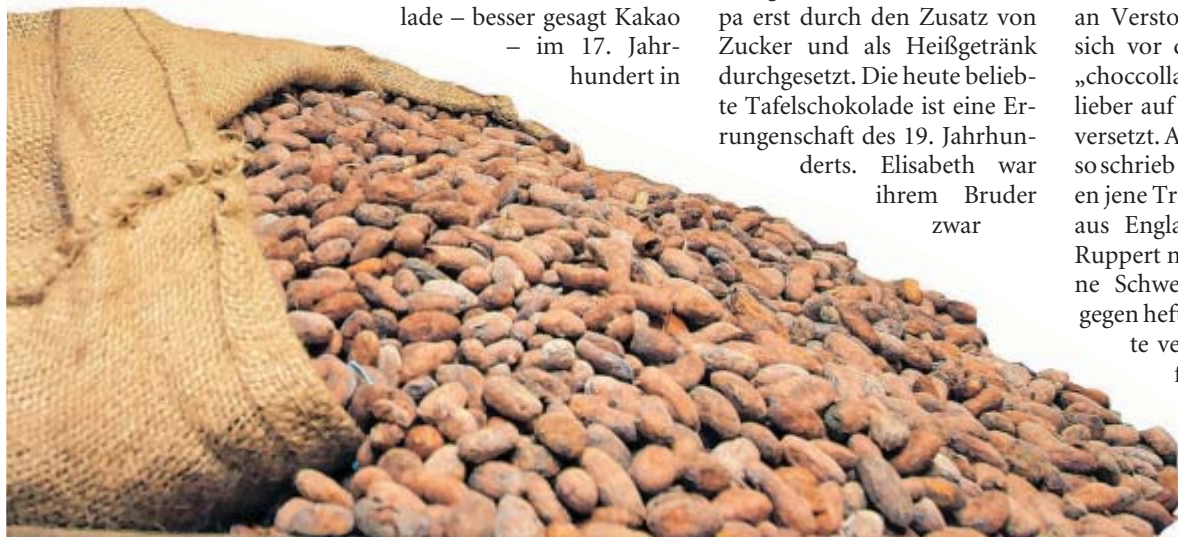 lade – besser gesagt Kakao
– im 17. Jahr-
hundert in
pa erst durch den Zusatz von
Zucker und als Heißgetränk
durchgesetzt. Die heute belieb-
te Tafelschokolade ist eine Er-
rungenschaft des 19. Jahrhun-
derts. Elisabeth war
ihrem Bruder
zwar
an Versto
sich vor d
„choccola
lieber auf
versetzt. A
so schrieb
en jene Tr
aus Engla
Ruppert n
ne Schwe
gegen heft
te ve